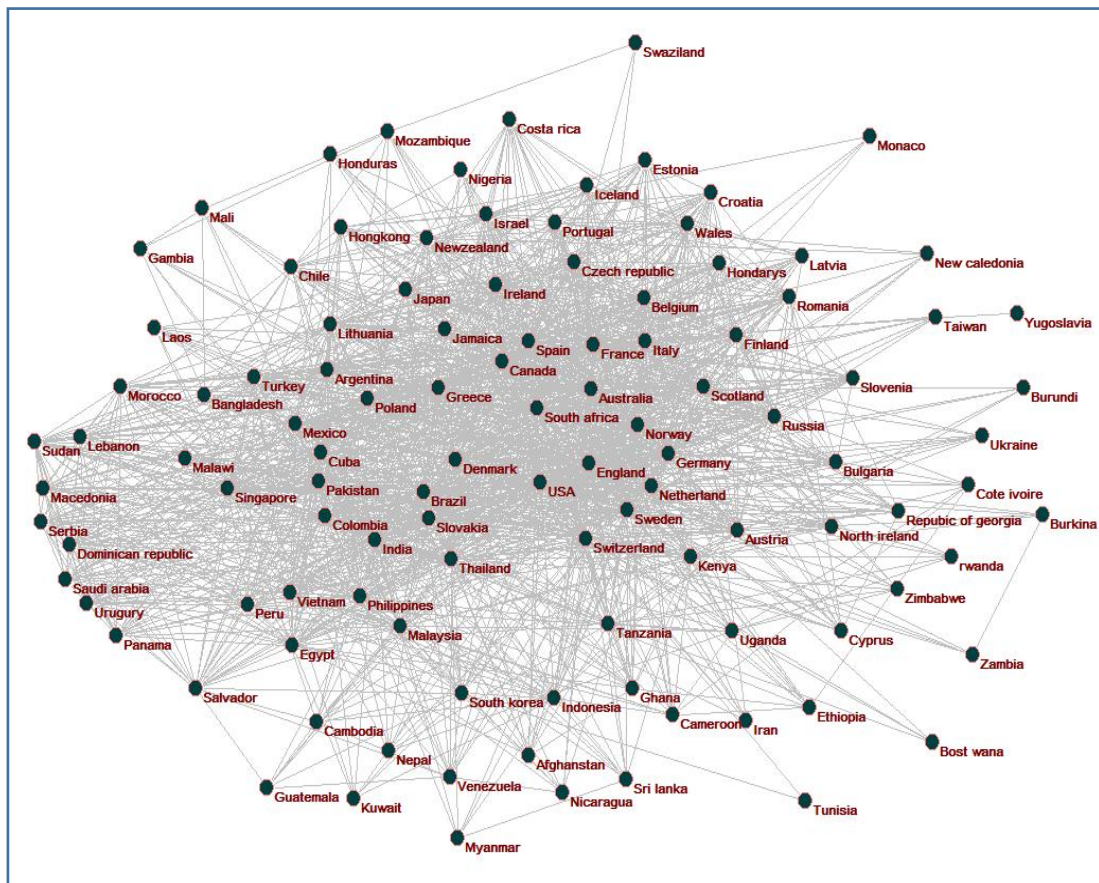 Swaziland
Costa rica
Mozambique
Monaco
Honduras
Estonia
Nigeria
Iceland
Croatia
Mali
Israel
Portugal
Wales
Hongkong
Newzealand
Gambia
Chile
Czech republic
Hondarys
Latvia
New caledonia
Japan
Ireland
Belgium
Romania
Laos
Lithuania
Jamaica
Spain
France
Italy
Finland
Taiwan
Yugoslavia
Canada
Morocco
Bangladesh
Turkey
Argentina
Poland
Greece
Australia
Scotland
Slovenia
Burundi
South africa
Russia
Mexico
Norway
Sudan
Lebanon
Ukraine
Malawi
Cuba
Denmark
England
Germany
Bulgaria
Macedonia
Singapore
Pakistan
Brazil
USA
Netherland
Cote ivoire
Serbia
Colombia
Slovakia
Sweden
Repubic of georgia
Burkina
Dominican republic
India
Switzerland
Austria
North ireland
Saudi arabia
Thailand
Kenya
rwanda
Urugury
Peru
Vietnam
Philippines
Zimbabwe
Panama
Malaysia
Tanzania
Uganda
Cyprus
Egypt
Zambia
Salvador
South korea
Indonesia
Ghana
Cameroon
Iran
Ethiopia
Cambodia
Bost wana
Nepal
Afghanstan
Guatemala
Kuwait
Venezuela
Nicaragua
Sri lanka
Tunisia
Myanmar